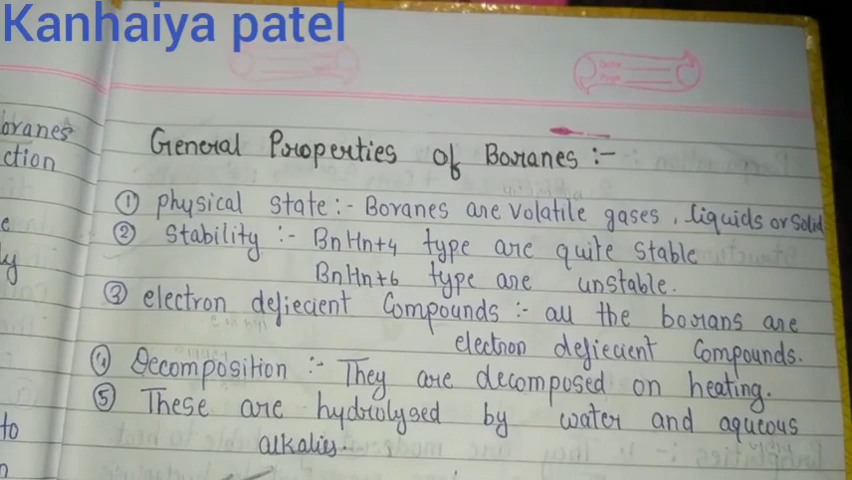 Kanhaiya patel
oranes
ction
General Properties of Boranes :-
① physical state :- Boranes are volatile gases, liquids or solid
② Stability :- BnHn+4 type are quite stable
BnHn+6 type are unstable.
③ electron defiecient Compounds :- all the borans are
electron defiecient Compounds.
④ Decomposition :- They are decomposed on heating.
⑤ These are hydrolysed by water and aqueous
alkalies.
to